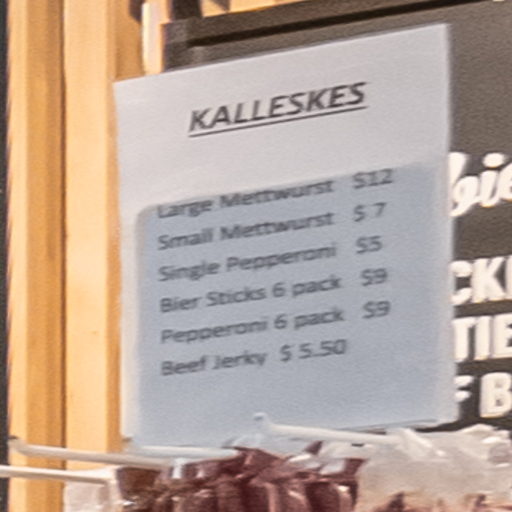 KALLESKES
Large Mettwurst $12
Small Mettwurst $ 7
Single Pepperoni $5
Bier Sticks 6 pack $9
Pepperoni 6 pack $9
Beef Jerky $ 5.50